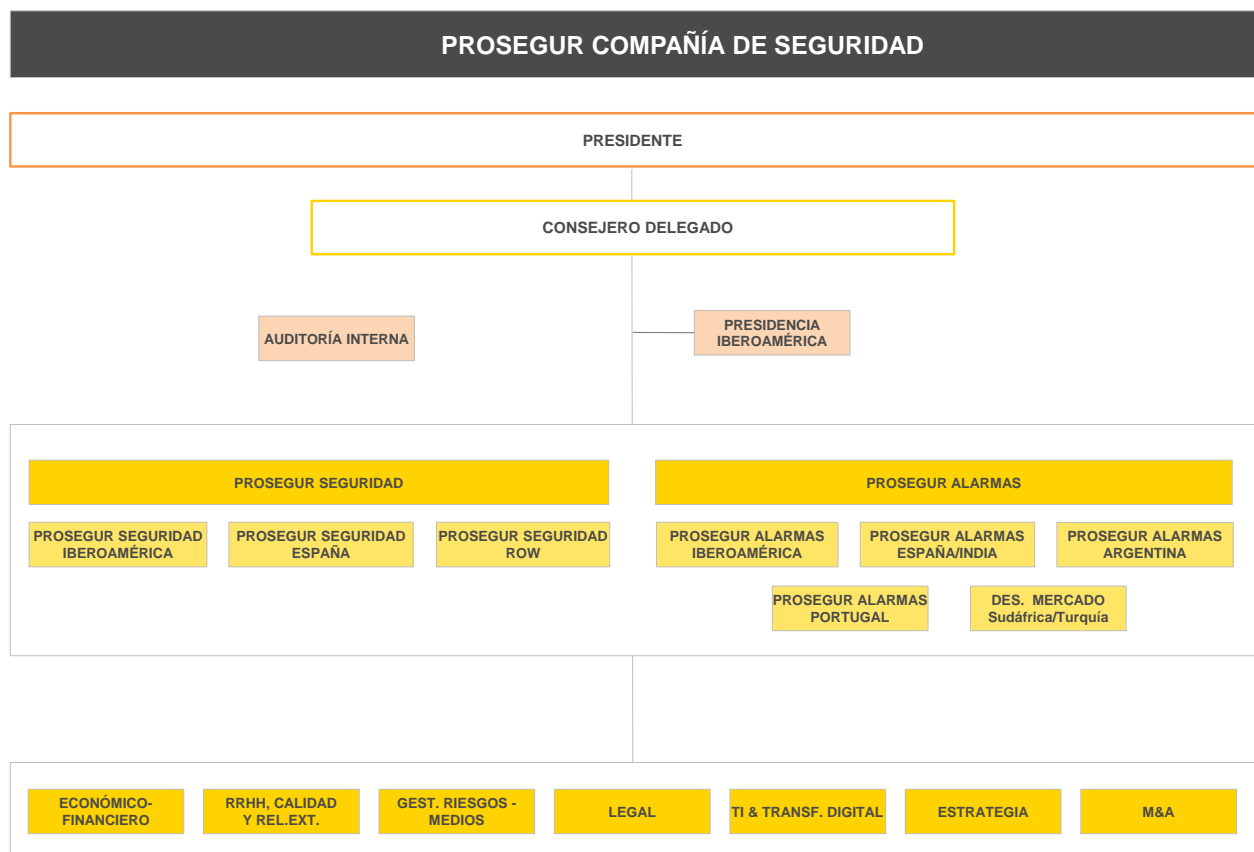 PROSEGUR COMPAÑÍA DE SEGURIDAD
PRESIDENTE
CONSEJERO DELEGADO
AUDITORÍA INTERNA
PRESIDENCIA
IBEROAMÉRICA
PROSEGUR SEGURIDAD
PROSEGUR ALARMAS
PROSEGUR SEGURIDAD
IBEROAMÉRICA
PROSEGUR SEGURIDAD
ESPAÑA
PROSEGUR SEGURIDAD
ROW
PROSEGUR ALARMAS
IBEROAMÉRICA
PROSEGUR ALARMAS
ESPAÑA/INDIA
PROSEGUR ALARMAS
ARGENTINA
PROSEGUR ALARMAS
PORTUGAL
DES. MERCADO
Sudáfrica/Turquía
ECONÓMICO-
FINANCIERO
RRHH, CALIDAD
Y REL.EXT.
GEST. RIESGOS -
MEDIOS
LEGAL
TI & TRANSF. DIGITAL
ESTRATEGIA
M&A